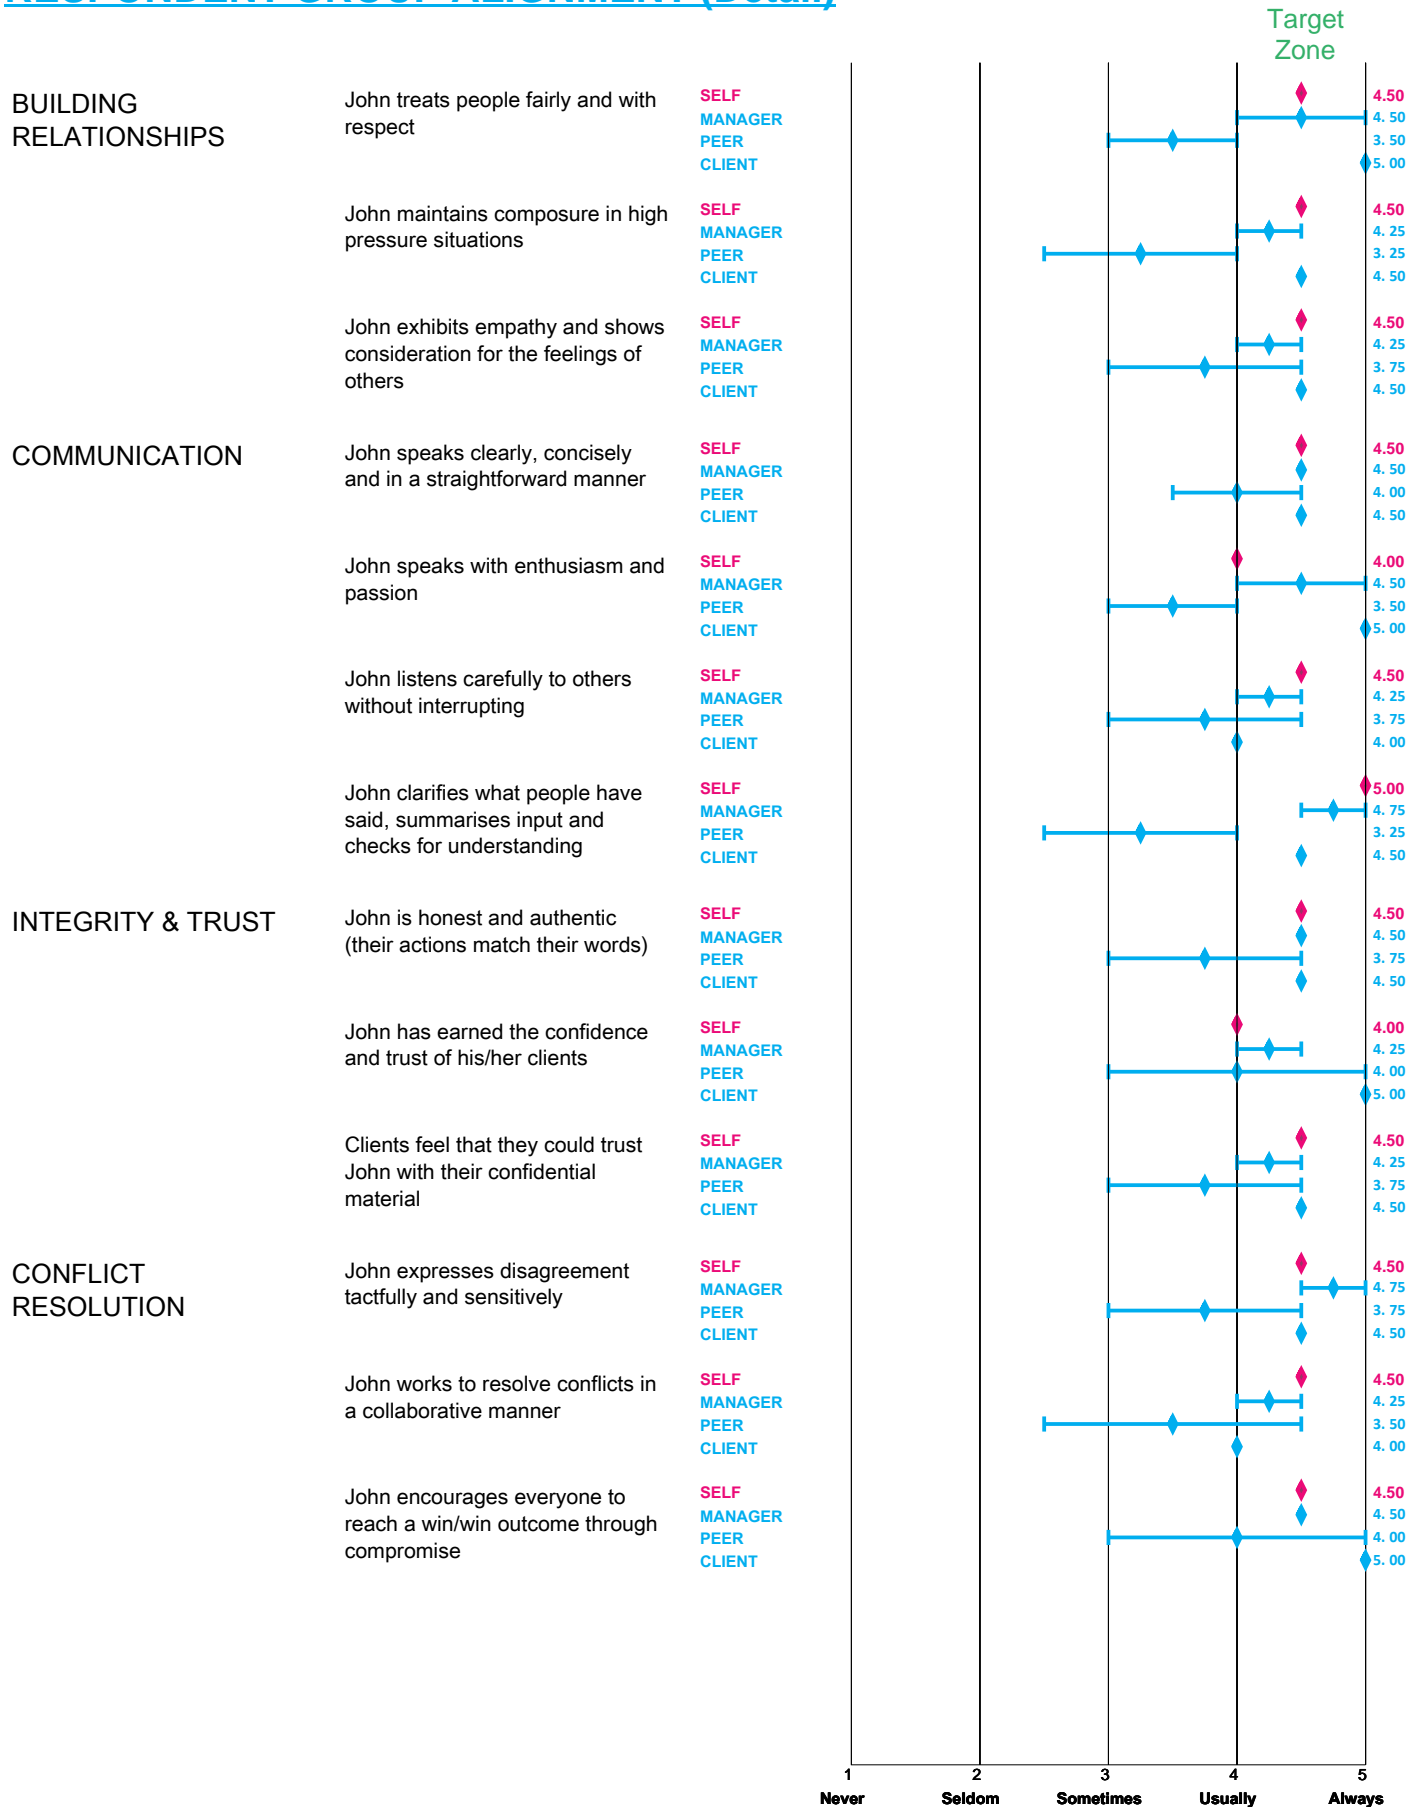 RESPONDENT GROUP ALIGNMENT (Detail)
Target
Zone
BUILDING
RELATIONSHIPS
John treats people fairly and with
respect
SELF 4.50
MANAGER 4. 50
PEER 3. 50
CLIENT 5. 00
John maintains composure in high
pressure situations
SELF 4.50
MANAGER 4. 25
PEER 3. 25
CLIENT 4. 50
John exhibits empathy and shows
consideration for the feelings of
others
SELF 4.50
MANAGER 4. 25
PEER 3. 75
CLIENT 4. 50
COMMUNICATION
John speaks clearly, concisely
and in a straightforward manner
SELF 4.50
MANAGER 4. 50
PEER 4. 00
CLIENT 4. 50
John speaks with enthusiasm and
passion
SELF 4.00
MANAGER 4. 50
PEER 3. 50
CLIENT 5. 00
John listens carefully to others
without interrupting
SELF 4.50
MANAGER 4. 25
PEER 3. 75
CLIENT 4. 00
John clarifies what people have
said, summarises input and
checks for understanding
SELF 5.00
MANAGER 4. 75
PEER 3. 25
CLIENT 4. 50
INTEGRITY & TRUST
John is honest and authentic
(their actions match their words)
SELF 4.50
MANAGER 4. 50
PEER 3. 75
CLIENT 4. 50
John has earned the confidence
and trust of his/her clients
SELF 4.00
MANAGER 4. 25
PEER 4. 00
CLIENT 5. 00
Clients feel that they could trust
John with their confidential
material
SELF 4.50
MANAGER 4. 25
PEER 3. 75
CLIENT 4. 50
CONFLICT
RESOLUTION
John expresses disagreement
tactfully and sensitively
SELF 4.50
MANAGER 4. 75
PEER 3. 75
CLIENT 4. 50
John works to resolve conflicts in
a collaborative manner
SELF 4.50
MANAGER 4. 25
PEER 3. 50
CLIENT 4. 00
John encourages everyone to
reach a win/win outcome through
compromise
SELF 4.50
MANAGER 4. 50
PEER 4. 00
CLIENT 5. 00
1 2 3 4 5
Never Seldom Sometimes Usually Always